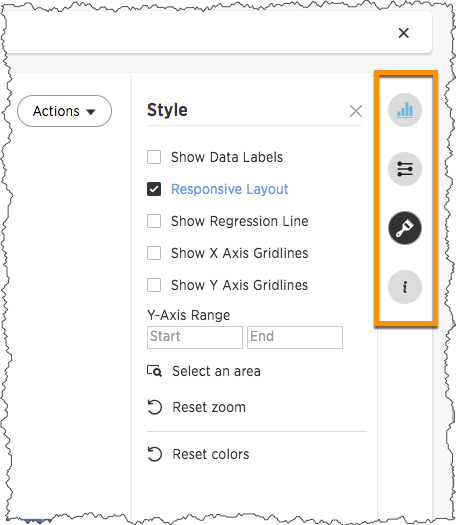 Actions
Style
Show Data Labels
Responsive Layout
Show Regression Line
Show X Axis Gridlines
Show Y Axis Gridlines
Y-Axis Range
Start End
Select an area
Reset zoom
Reset colors